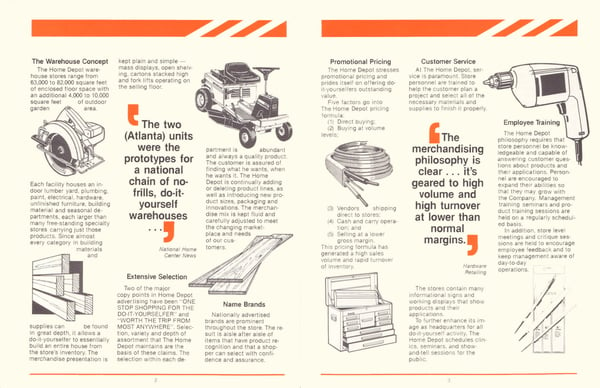 The Warehouse Concept
The Home Depot ware-
house stores range from
63,000 to 82,000 square feet
of enclosed floor space with
an additional 4,000 to 10,000
square feet of outdoor
garden area.
Each facility houses an in-
door lumber yard, plumbing,
paint, electrical, hardware,
unfinished furniture, building
material and seasonal de-
partments, each larger than
many free-standing specialty
stores carrying just those
products. Since almost
every category in building
materials
and
supplies can be found
in great depth, it allows a
do-it-yourselfer to essentially
build an entire house from
the store's inventory. The
merchandise presentation is
kept plain and simple —
mass displays, open shelv-
ing, cartons stacked high
and fork lifts operating on
the selling floor.
The two
(Atlanta) units
were the
prototypes for
a national
chain of no-
frills, do-it-
yourself
warehouses
. . .
National Home
Center News
Extensive Selection
Two of the major
copy points in Home Depot
advertising have been "ONE
STOP SHOPPING FOR THE
DO-IT-YOURSELFER" and
"WORTH THE TRIP FROM
MOST ANYWHERE". Selec-
tion, variety and depth of
assortment that The Home
Depot maintains are the
basis of these claims. The
selection within each de-
partment is abundant
and always a quality product.
The customer is assured of
finding what he wants, when
he wants it. The Home
Depot is continually adding
or deleting product lines, as
well as introducing new pro-
duct sizes, packaging and
innovations. The merchan-
dise mix is kept fluid and
carefully adjusted to meet
the changing market-
place and needs
of our cus-
tomers.
Name Brands
Nationally advertised
brands are prominent
throughout the store. The re-
sult is aisle after aisle of
items that have product re-
cognition and that a shop-
per can select with confi-
dence and assurance.
2
Promotional Pricing
The Home Depot stresses
promotional pricing and
prides itself on offering do-
it-yourselfers outstanding
value.
Five factors go into
The Home Depot pricing
formula:
(1) Direct buying;
(2) Buying at volume
levels;
(3) Vendors shipping
direct to stores;
(4) Cash and carry opera-
tion; and
(5) Selling at a lower
gross margin.
This pricing formula has
generated a high sales
volume and rapid turnover
of inventory.
Customer Service
At The Home Depot, ser-
vice is paramount. Store
personnel are trained to
help the customer plan a
project and select all of the
necessary materials and
supplies to finish it properly.
The
merchandising
philosophy is
clear . . . it's
geared to high
volume and
high turnover
at lower than
normal
margins.
Hardware
Retailing
The stores contain many
informational signs and
working displays that show
products and their
applications.
To further enhance its im-
age as headquarters for all
do-it-yourself activity, The
Home Depot schedules clin-
ics, seminars, and show-
and-tell sessions for the
public.
Employee Training
The Home Depot
philosophy requires that
store personnel be know-
ledgeable and capable of
answering customer ques-
tions about products and
their applications. Person-
nel are encouraged to
expand their abilities so
that they may grow with
the Company. Management
training seminars and pro-
duct training sessions are
held on a regularly schedul-
ed basis.
In addition, store level
meetings and critique ses-
sions are held to encourage
employee feedback and to
keep management aware of
day-to-day
operations.
3